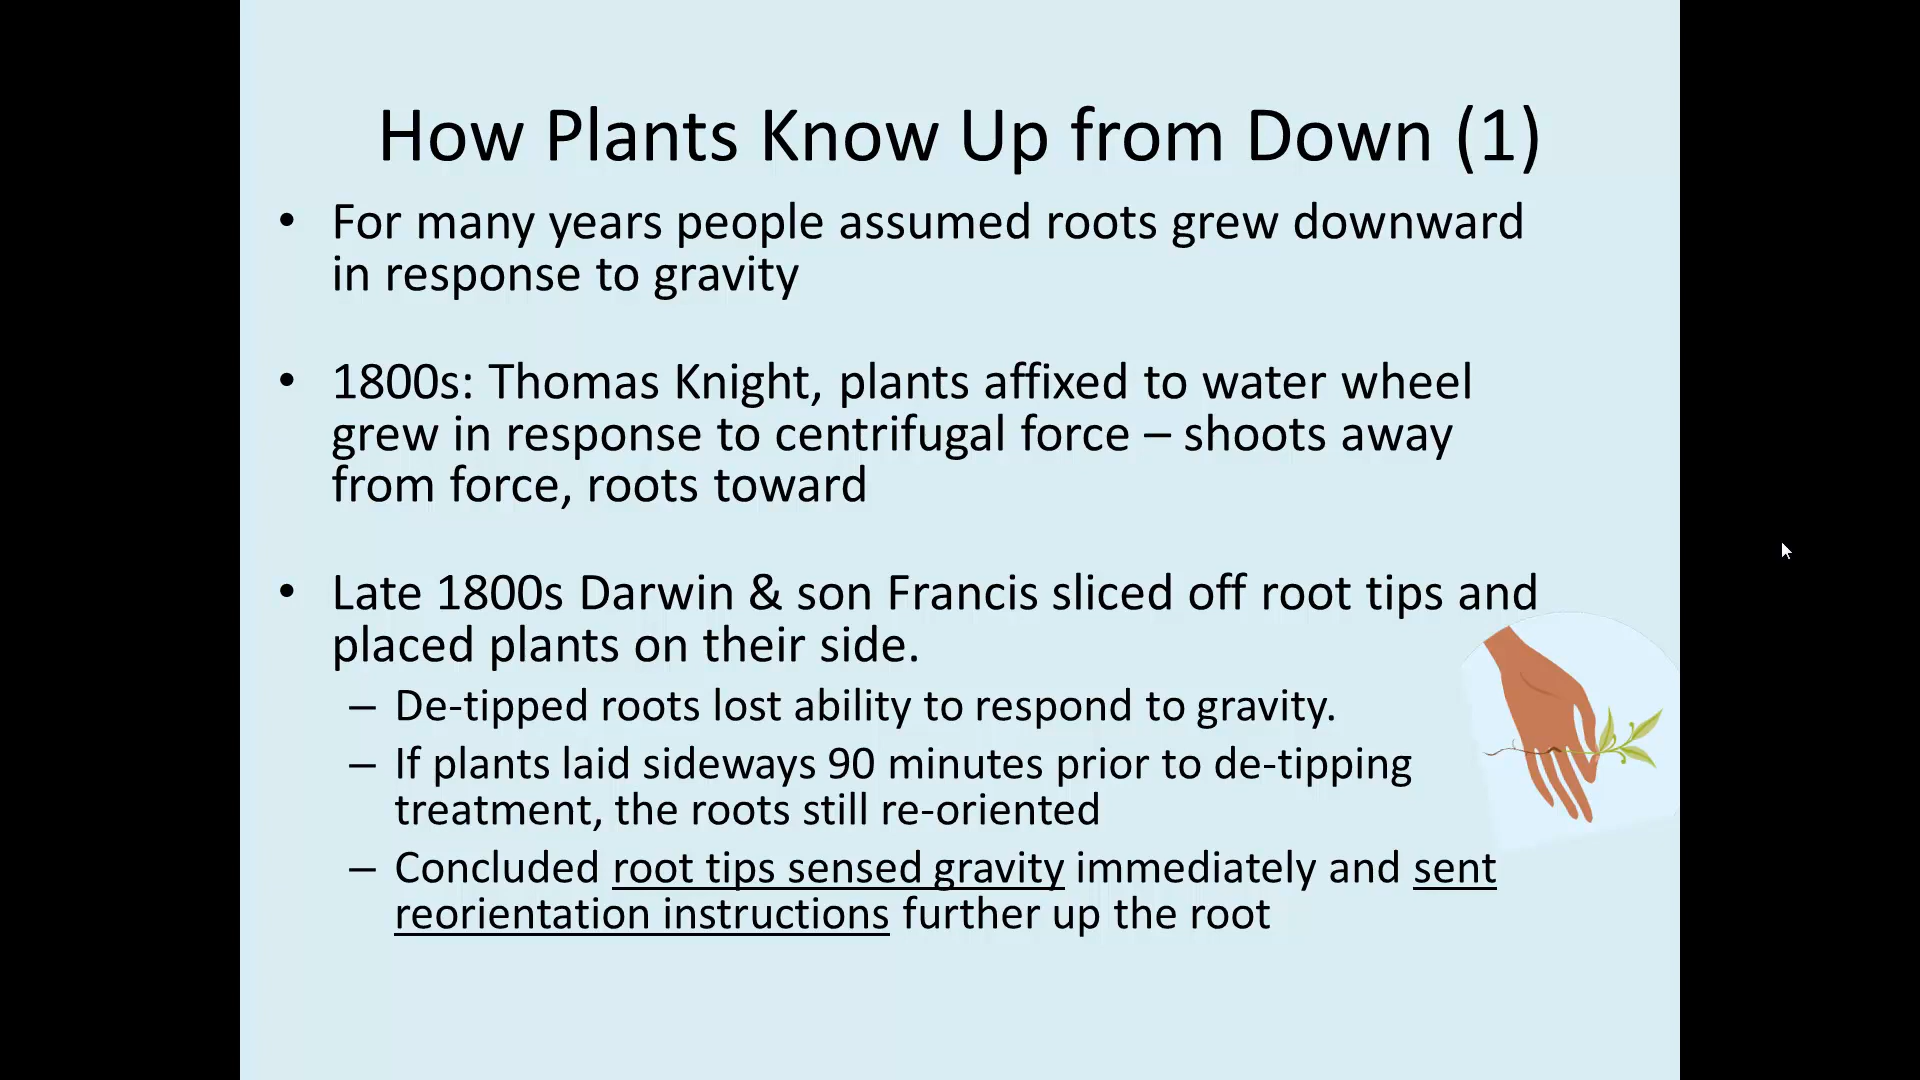 How Plants Know Up from Down (1)
• For many years people assumed roots grew downward
in response to gravity
• 1800s: Thomas Knight, plants affixed to water wheel
grew in response to centrifugal force – shoots away
from force, roots toward
• Late 1800s Darwin & son Francis sliced off root tips and
placed plants on their side.
– De-tipped roots lost ability to respond to gravity.
– If plants laid sideways 90 minutes prior to de-tipping
treatment, the roots still re-oriented
– Concluded root tips sensed gravity immediately and sent
reorientation instructions further up the root